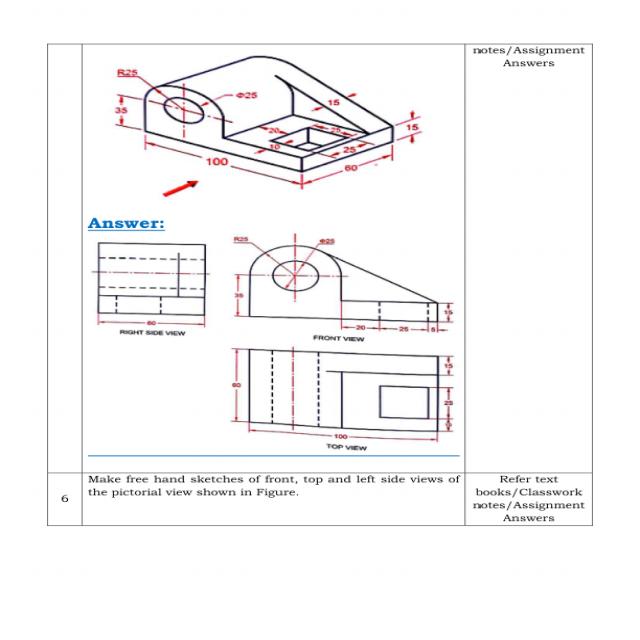 notes/Assignment
Answers
R25
Φ25
35
15
15
20
25
10
25
100
60
Answer:
R25
Φ25
35
15
60
20
25
5
RIGHT SIDE VIEW
FRONT VIEW
60
15
25
100
TOP VIEW
6
Make free hand sketches of front, top and left side views of
the pictorial view shown in Figure.
Refer text
books/Classwork
notes/Assignment
Answers